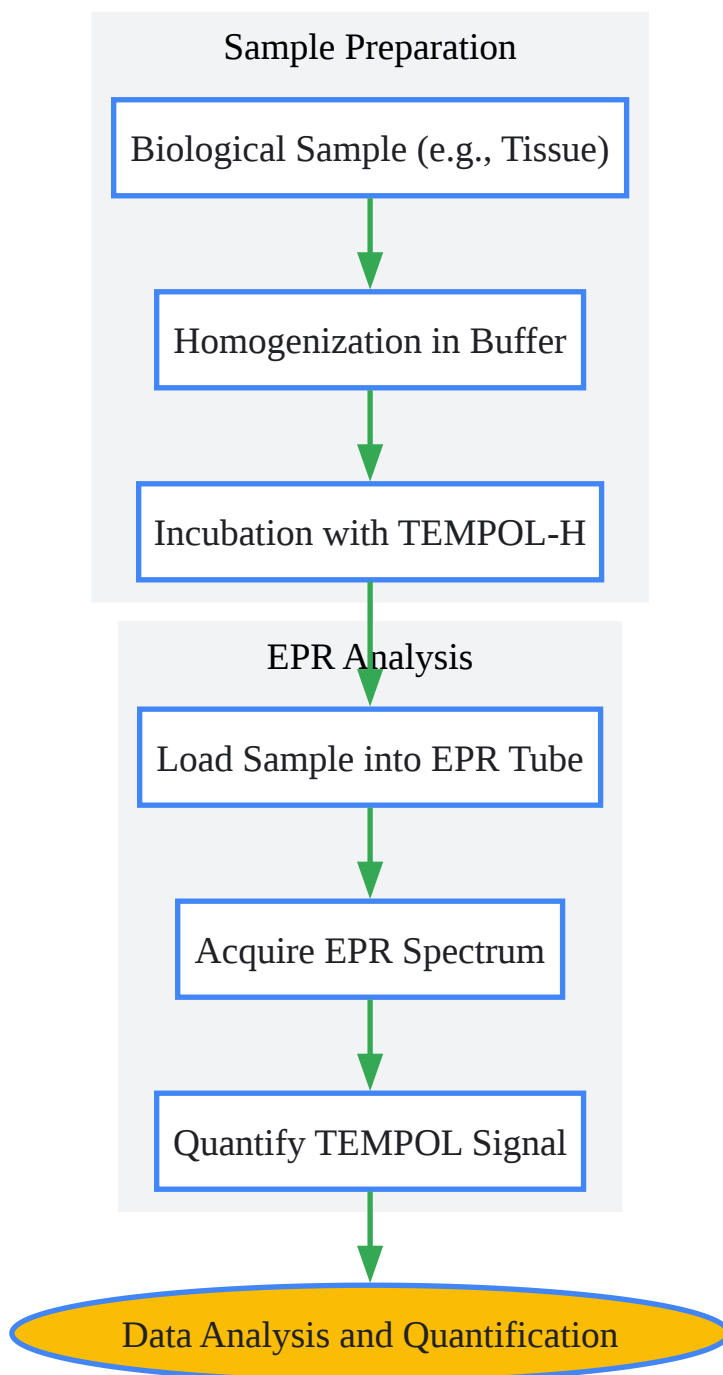 Sample Preparation
Biological Sample (e.g., Tissue)
Homogenization in Buffer
Incubation with TEMPOL-H
EPR Analysis
Load Sample into EPR Tube
Acquire EPR Spectrum
Quantify TEMPOL Signal
Data Analysis and Quantification